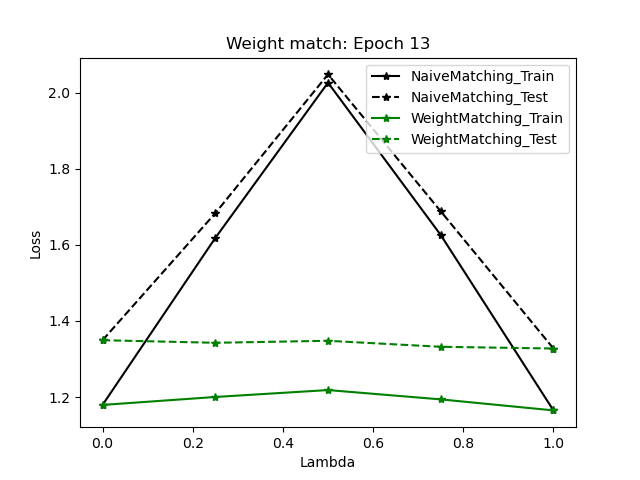 Weight match: Epoch 13
NaiveMatching_Train
NaiveMatching_Test
WeightMatching_Train
WeightMatching_Test
Loss
2.0
1.8
1.6
1.4
1.2
0.0 0.2 0.4 0.6 0.8 1.0
Lambda